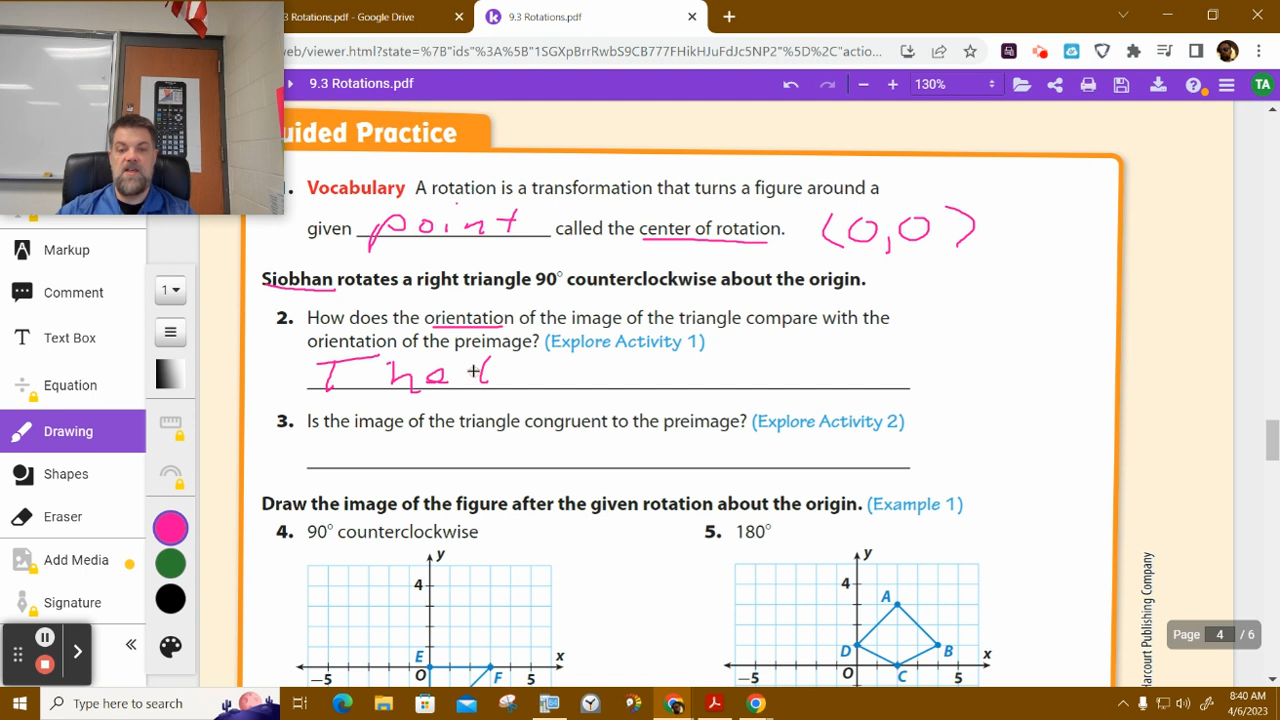 3 Rotations.pdf - Google Drive
9.3 Rotations.pdf
web/viewer.html?state=%7B"ids"%3A%5B"1SGXpBrrRwbS9CB777FHikHJuFdJc5NP2"%5D%2C"actio...
9.3 Rotations.pdf
130%
TA
uided Practice
Vocabulary A rotation is a transformation that turns a figure around a
given point called the center of rotation. (0,0)
Siobhan rotates a right triangle 90° counterclockwise about the origin.
2. How does the orientation of the image of the triangle compare with the
orientation of the preimage? (Explore Activity 1)
The
3. Is the image of the triangle congruent to the preimage? (Explore Activity 2)
Draw the image of the figure after the given rotation about the origin. (Example 1)
4. 90° counterclockwise
5. 180°
y
4
E
x
-5
O
F
5
y
4
A
D
B
x
-5
O
C
5
Harcourt Publishing Company
Markup
Comment
Text Box
Equation
Drawing
Shapes
Eraser
Add Media
Signature
1
Page 4 / 6
Type here to search
8:40 AM
4/6/2023